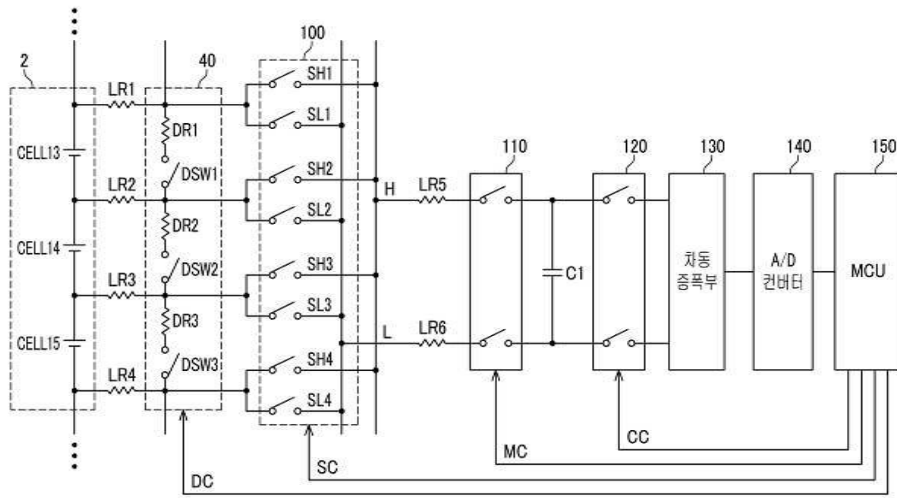 2
LR1
40
100
SH1
SL1
DR1
CELL13
DSW1
LR2
SH2
SL2
H
LR5
110
120
130
140
150
DR2
CELL14
DSW2
LR3
SH3
SL3
C1
차동
증폭부
A/D
컨버터
MCU
DR3
CELL15
DSW3
L
LR6
LR4
SH4
SL4
DC
SC
MC
CC